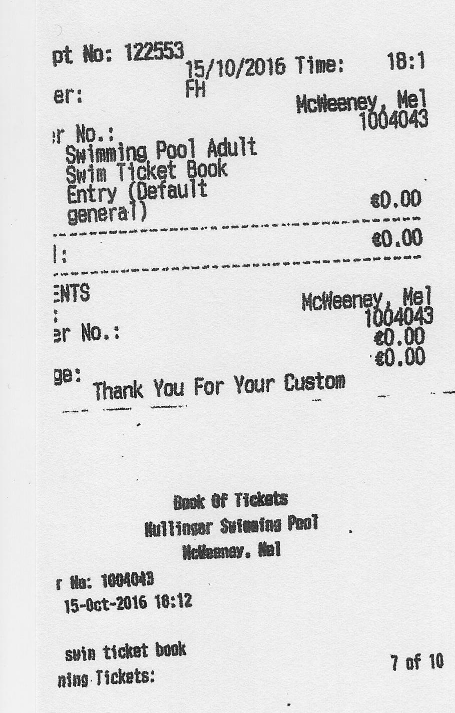 pt No: 122553
15/10/2016 Time: 18:1
er: FH
McWeeney, Mel
er No.: 1004043
Swimming Pool Adult
Swim Ticket Book
Entry (Default
general) €0.00
l: €0.00
ENTS
: McWeeney, Mel
er No.: 1004043
€0.00
ge: €0.00
Thank You For Your Custom
Book Of Tickets
Mullingar Swimming Pool
McWeeney, Mel
r No: 1004043
15-Oct-2016 18:12
swim ticket book
ning Tickets: 7 of 10